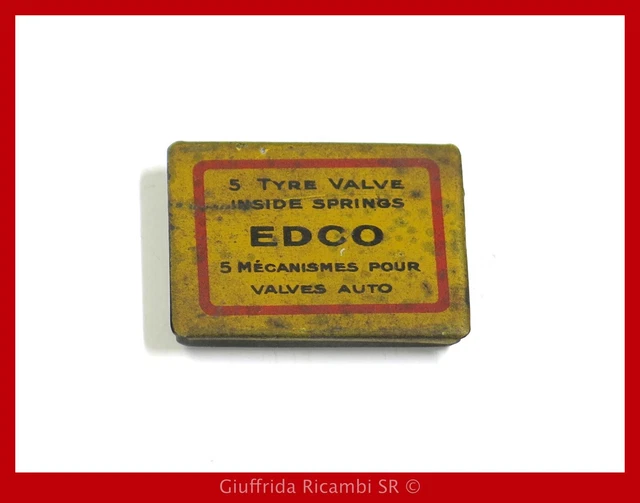 5 TYRE VALVE
INSIDE SPRINGS
EDCO
5 MÉCANISMES POUR
VALVES AUTO
Giuffrida Ricambi SR ©